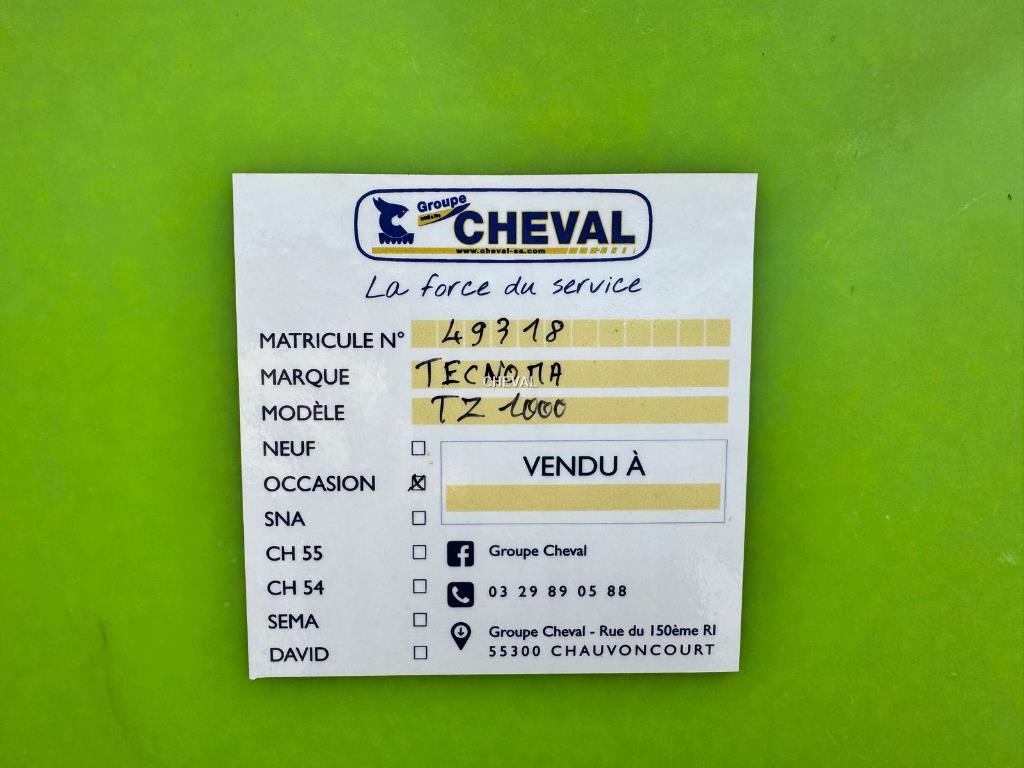 Groupe
CHEVAL
www.cheval-sa.com
La force du service
MATRICULE N° 49318
MARQUE TECNOMA
CHEVAL
MODÈLE TZ 1000
NEUF
OCCASION
SNA
CH 55
CH 54
SEMA
DAVID
VENDU À
Groupe Cheval
03 29 89 05 88
Groupe Cheval - Rue du 150ème RI
55300 CHAUVONCOURT